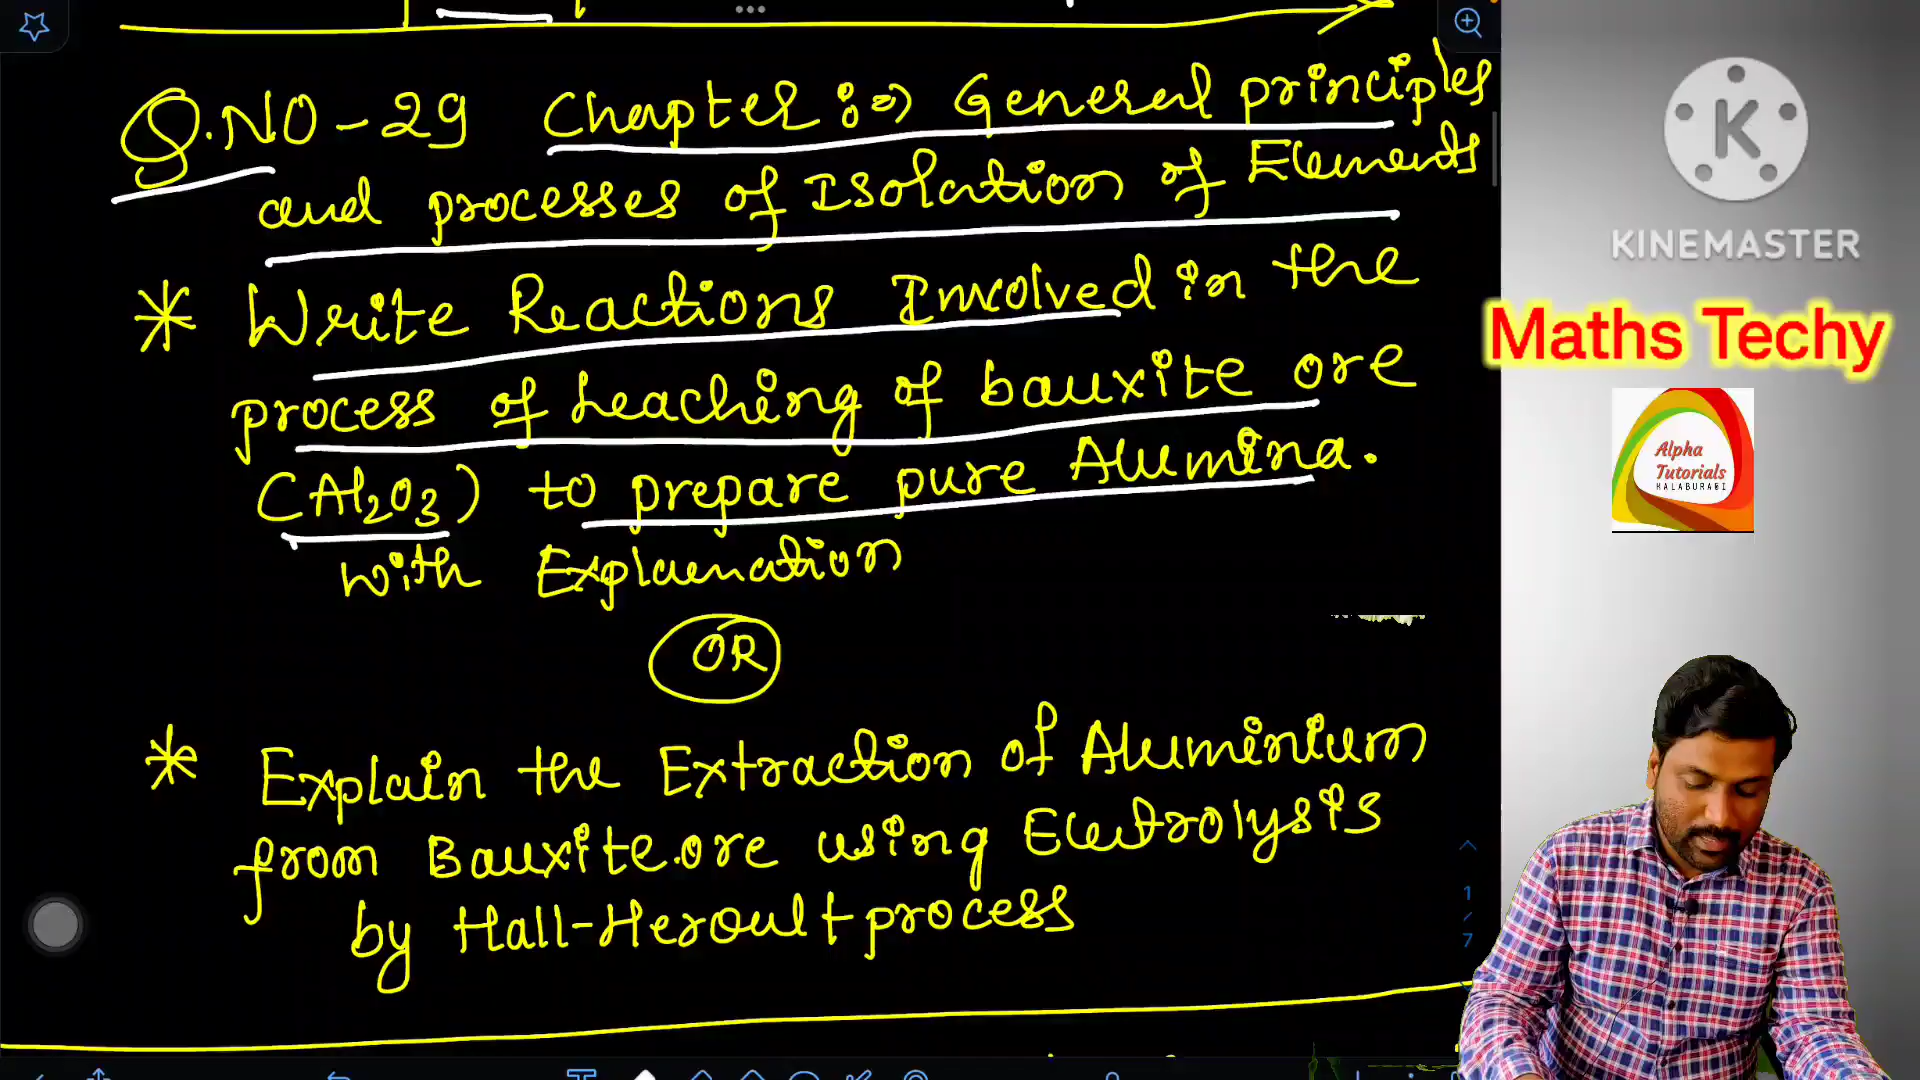 Q.NO-29 Chapter :⇒ General principles
and processes of Isolation of Elements
* Write Reactions Involved in the
process of Leaching of bauxite ore
(Al2O3) to prepare pure Alumina.
with Explanation
OR
* Explain the Extraction of Aluminium
from Bauxite.ore using Electrolysis
by Hall-Heroult process
1
/
7
K
KINEMASTER
Maths Techy
Alpha
Tutorials
KALABURAGI